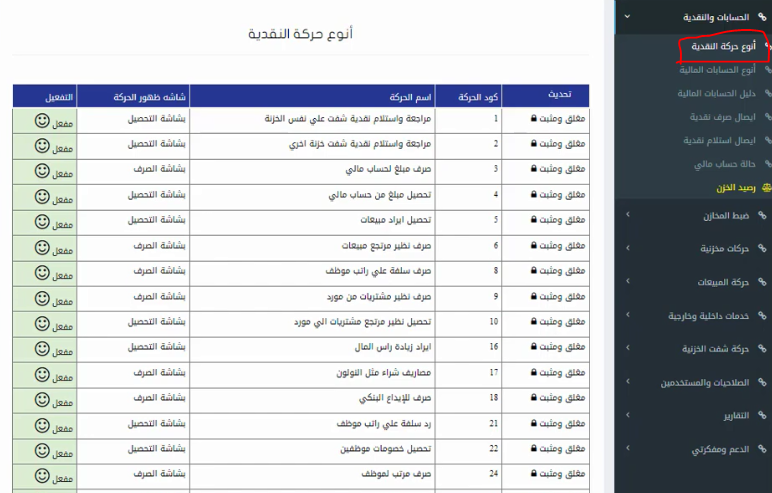 الحسابات والنقدية
أنوع حركة النقدية
أنوع الحسابات المالية
دليل الحسابات المالية
ايصال صرف نقدية
ايصال استلام نقدية
حالة حساب مالي
رصيد الخزن
ضبط المخازن
حركات مخزنية
حركة المبيعات
خدمات داخلية وخارجية
حركة شفت الخزنية
الصلاحيات والمستخدمين
التقارير
الدعم ومفكرتي
أنوع حركة النقدية
تحديث كود الحركة اسم الحركة شاشه ظهور الحركة التفعيل
مغلق ومثبت 1 مراجعة واستلام نقدية شفت علي نفس الخزنة بشاشة التحصيل مفعل
مغلق ومثبت 2 مراجعة واستلام نقدية شفت خزنة اخري بشاشة التحصيل مفعل
مغلق ومثبت 3 صرف مبلغ لحساب مالي بشاشة الصرف مفعل
مغلق ومثبت 4 تحصيل مبلغ من حساب مالي بشاشة التحصيل مفعل
مغلق ومثبت 5 تحصيل ايراد مبيعات بشاشة التحصيل مفعل
مغلق ومثبت 6 صرف نظير مرتجع مبيعات بشاشة الصرف مفعل
مغلق ومثبت 8 صرف سلفة علي راتب موظف بشاشة الصرف مفعل
مغلق ومثبت 9 صرف نظير مشتريات من مورد بشاشة الصرف مفعل
مغلق ومثبت 10 تحصيل نظير مرتجع مشتريات الي مورد بشاشة التحصيل مفعل
مغلق ومثبت 16 ايراد زيادة راس المال بشاشة التحصيل مفعل
مغلق ومثبت 17 مصاريف شراء مثل النولون بشاشة الصرف مفعل
مغلق ومثبت 18 صرف للإيداع البنكي بشاشة الصرف مفعل
مغلق ومثبت 21 رد سلفة علي راتب موظف بشاشة التحصيل مفعل
مغلق ومثبت 22 تحصيل خصومات موظفين بشاشة التحصيل مفعل
مغلق ومثبت 24 صرف مرتب لموظف بشاشة الصرف مفعل